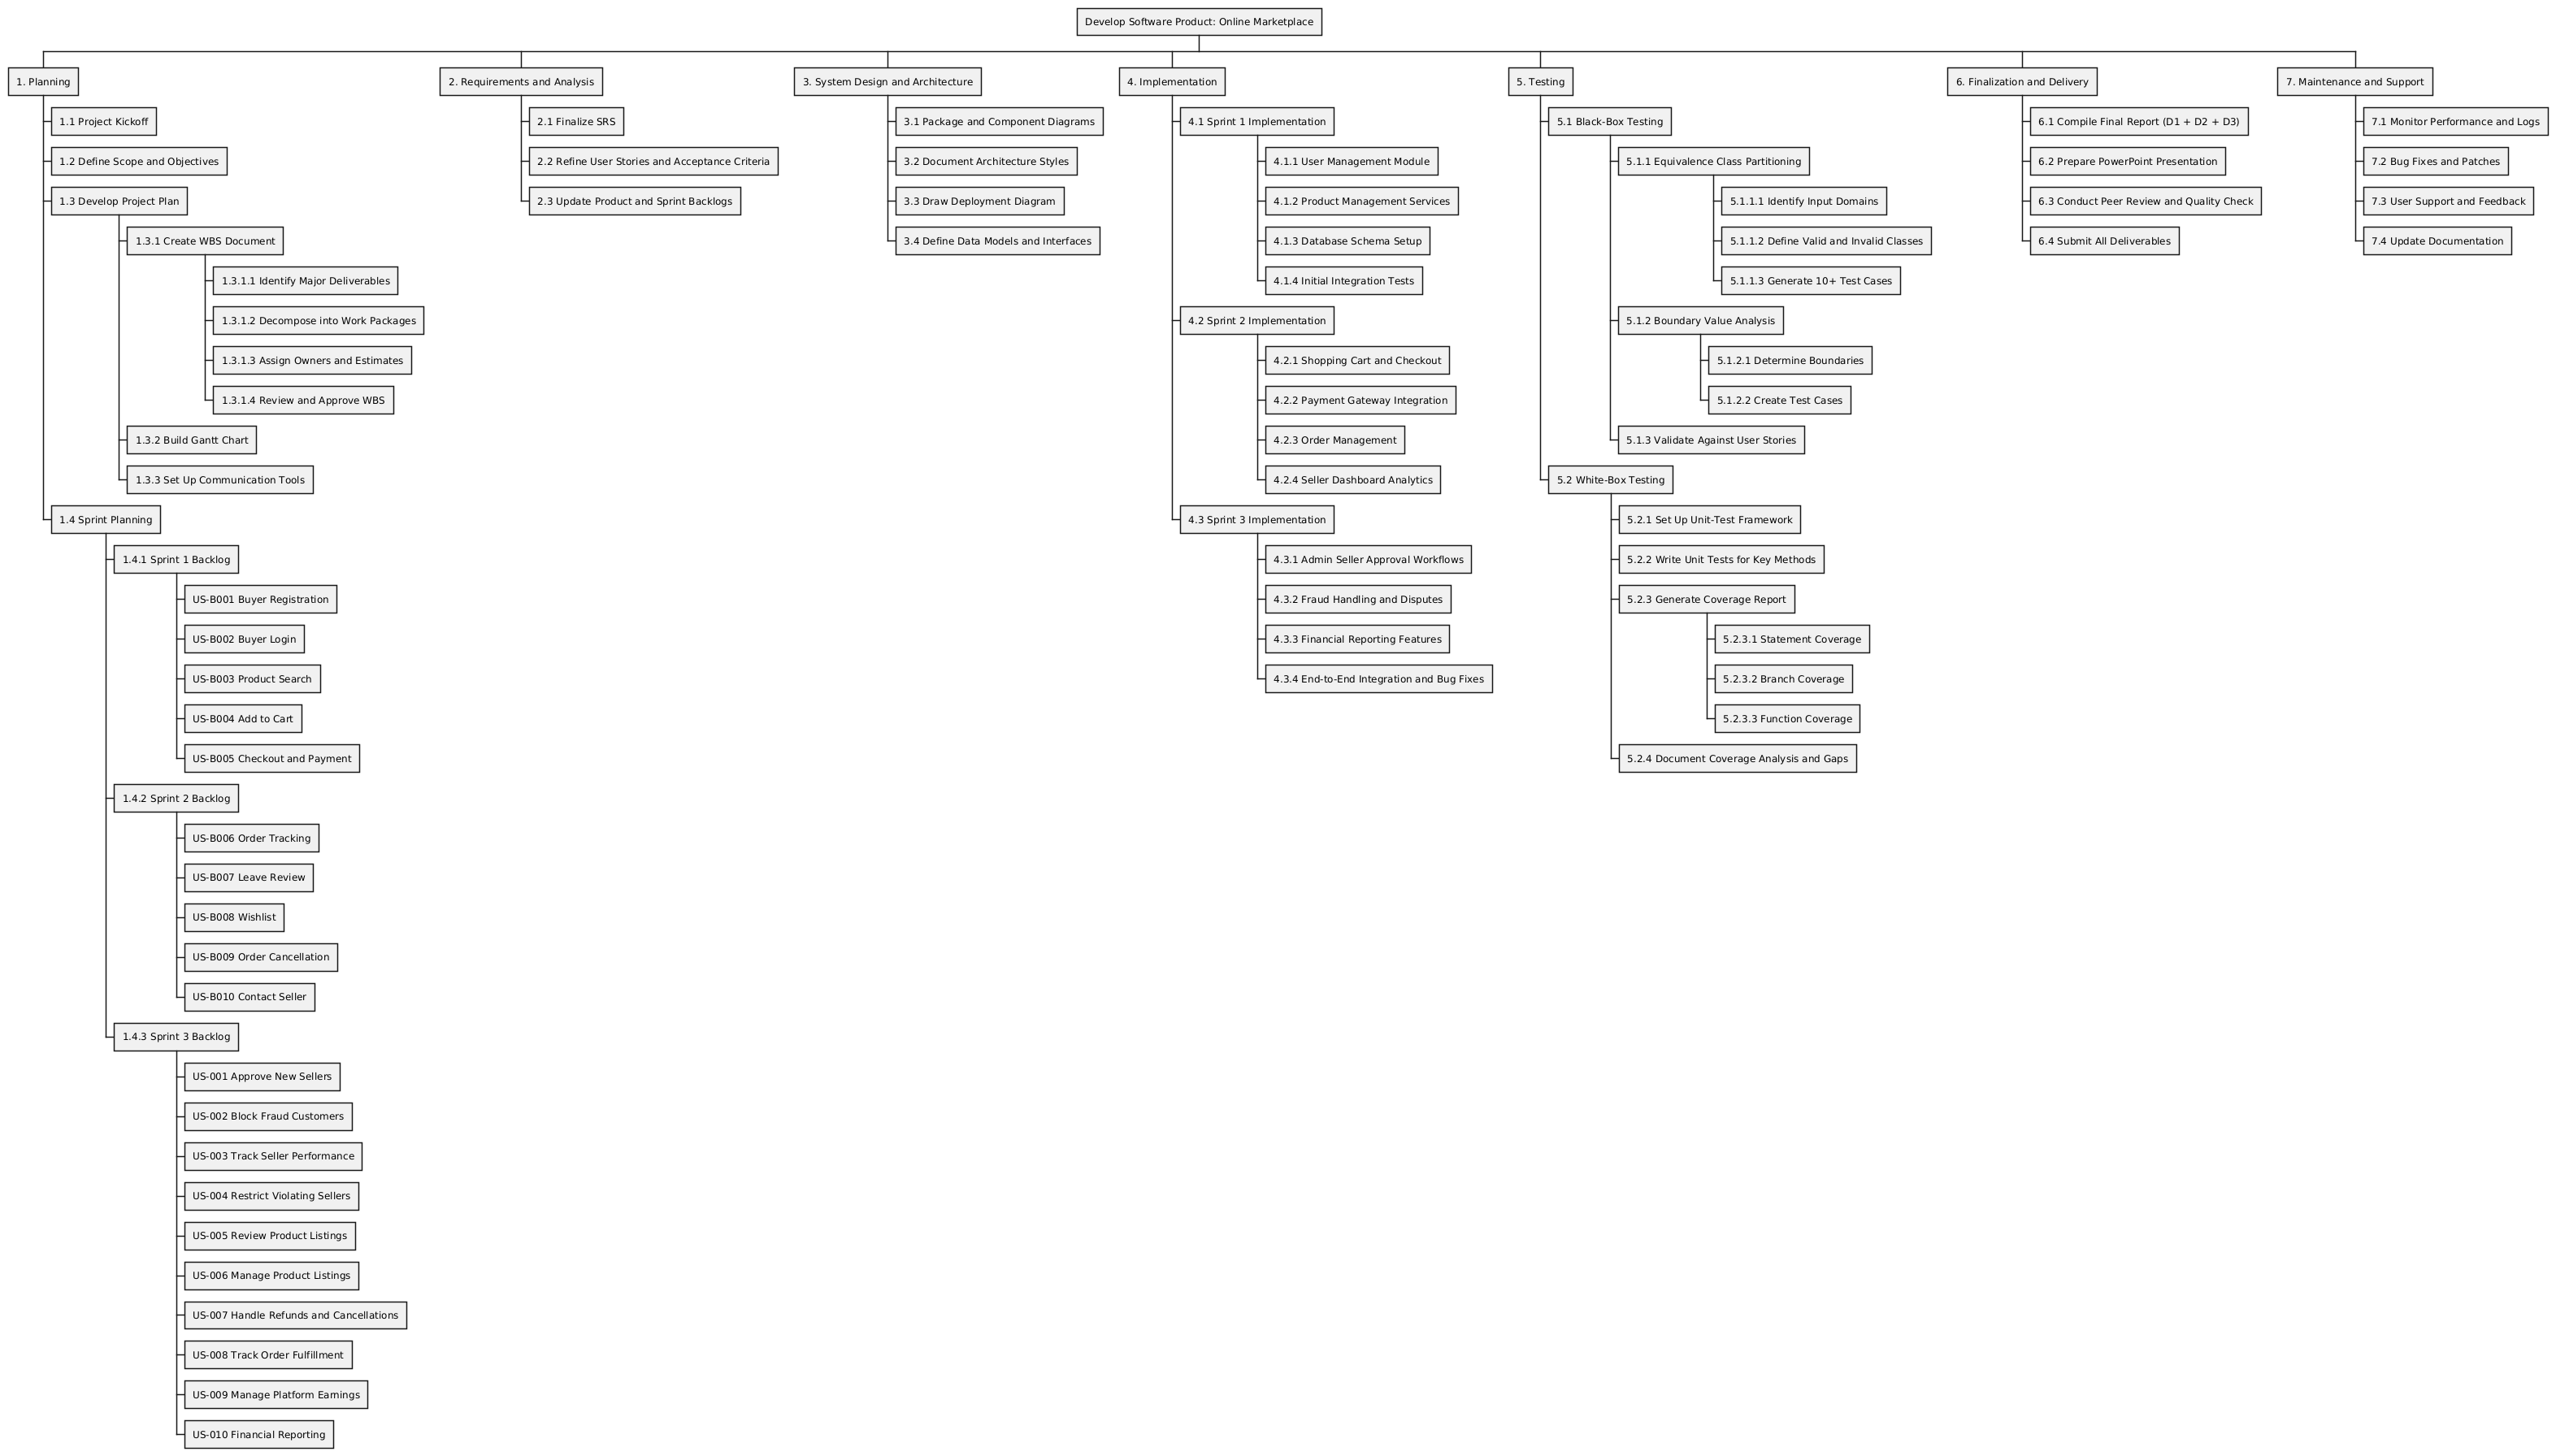 Develop Software Product: Online Marketplace
1. Planning
1.1 Project Kickoff
1.2 Define Scope and Objectives
1.3 Develop Project Plan
1.3.1 Create WBS Document
1.3.1.1 Identify Major Deliverables
1.3.1.2 Decompose into Work Packages
1.3.1.3 Assign Owners and Estimates
1.3.1.4 Review and Approve WBS
1.3.2 Build Gantt Chart
1.3.3 Set Up Communication Tools
1.4 Sprint Planning
1.4.1 Sprint 1 Backlog
US-B001 Buyer Registration
US-B002 Buyer Login
US-B003 Product Search
US-B004 Add to Cart
US-B005 Checkout and Payment
1.4.2 Sprint 2 Backlog
US-B006 Order Tracking
US-B007 Leave Review
US-B008 Wishlist
US-B009 Order Cancellation
US-B010 Contact Seller
1.4.3 Sprint 3 Backlog
US-001 Approve New Sellers
US-002 Block Fraud Customers
US-003 Track Seller Performance
US-004 Restrict Violating Sellers
US-005 Review Product Listings
US-006 Manage Product Listings
US-007 Handle Refunds and Cancellations
US-008 Track Order Fulfillment
US-009 Manage Platform Earnings
US-010 Financial Reporting
2. Requirements and Analysis
2.1 Finalize SRS
2.2 Refine User Stories and Acceptance Criteria
2.3 Update Product and Sprint Backlogs
3. System Design and Architecture
3.1 Package and Component Diagrams
3.2 Document Architecture Styles
3.3 Draw Deployment Diagram
3.4 Define Data Models and Interfaces
4. Implementation
4.1 Sprint 1 Implementation
4.1.1 User Management Module
4.1.2 Product Management Services
4.1.3 Database Schema Setup
4.1.4 Initial Integration Tests
4.2 Sprint 2 Implementation
4.2.1 Shopping Cart and Checkout
4.2.2 Payment Gateway Integration
4.2.3 Order Management
4.2.4 Seller Dashboard Analytics
4.3 Sprint 3 Implementation
4.3.1 Admin Seller Approval Workflows
4.3.2 Fraud Handling and Disputes
4.3.3 Financial Reporting Features
4.3.4 End-to-End Integration and Bug Fixes
5. Testing
5.1 Black-Box Testing
5.1.1 Equivalence Class Partitioning
5.1.1.1 Identify Input Domains
5.1.1.2 Define Valid and Invalid Classes
5.1.1.3 Generate 10+ Test Cases
5.1.2 Boundary Value Analysis
5.1.2.1 Determine Boundaries
5.1.2.2 Create Test Cases
5.1.3 Validate Against User Stories
5.2 White-Box Testing
5.2.1 Set Up Unit-Test Framework
5.2.2 Write Unit Tests for Key Methods
5.2.3 Generate Coverage Report
5.2.3.1 Statement Coverage
5.2.3.2 Branch Coverage
5.2.3.3 Function Coverage
5.2.4 Document Coverage Analysis and Gaps
6. Finalization and Delivery
6.1 Compile Final Report (D1 + D2 + D3)
6.2 Prepare PowerPoint Presentation
6.3 Conduct Peer Review and Quality Check
6.4 Submit All Deliverables
7. Maintenance and Support
7.1 Monitor Performance and Logs
7.2 Bug Fixes and Patches
7.3 User Support and Feedback
7.4 Update Documentation